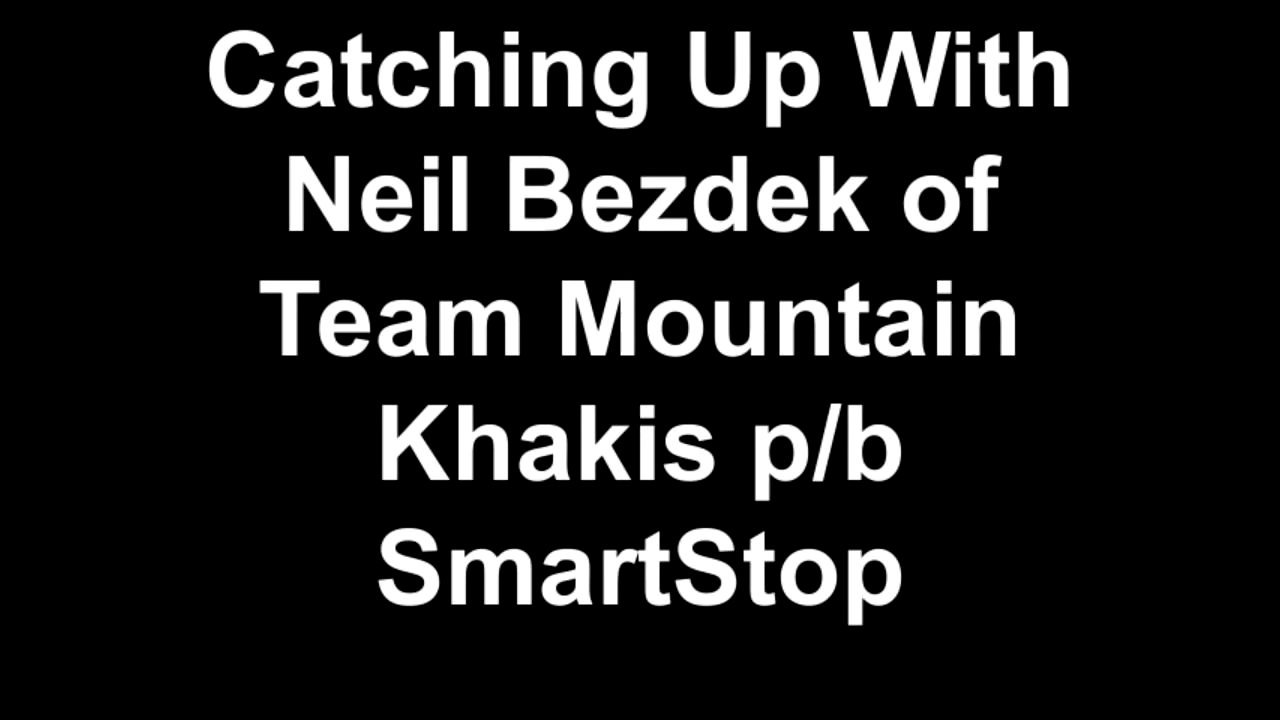 Catching Up With
Neil Bezdek of
Team Mountain
Khakis p/b
SmartStop